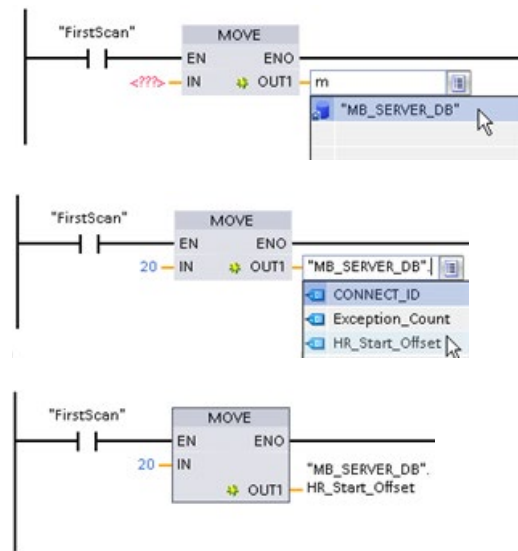 "FirstScan"
MOVE
EN ENO
<???> IN OUT1 m
"MB_SERVER_DB"
"FirstScan"
MOVE
EN ENO
20 IN OUT1 "MB_SERVER_DB".
CONNECT_ID
Exception_Count
HR_Start_Offset
"FirstScan"
MOVE
EN ENO
20 IN
"MB_SERVER_DB".
OUT1 HR_Start_Offset